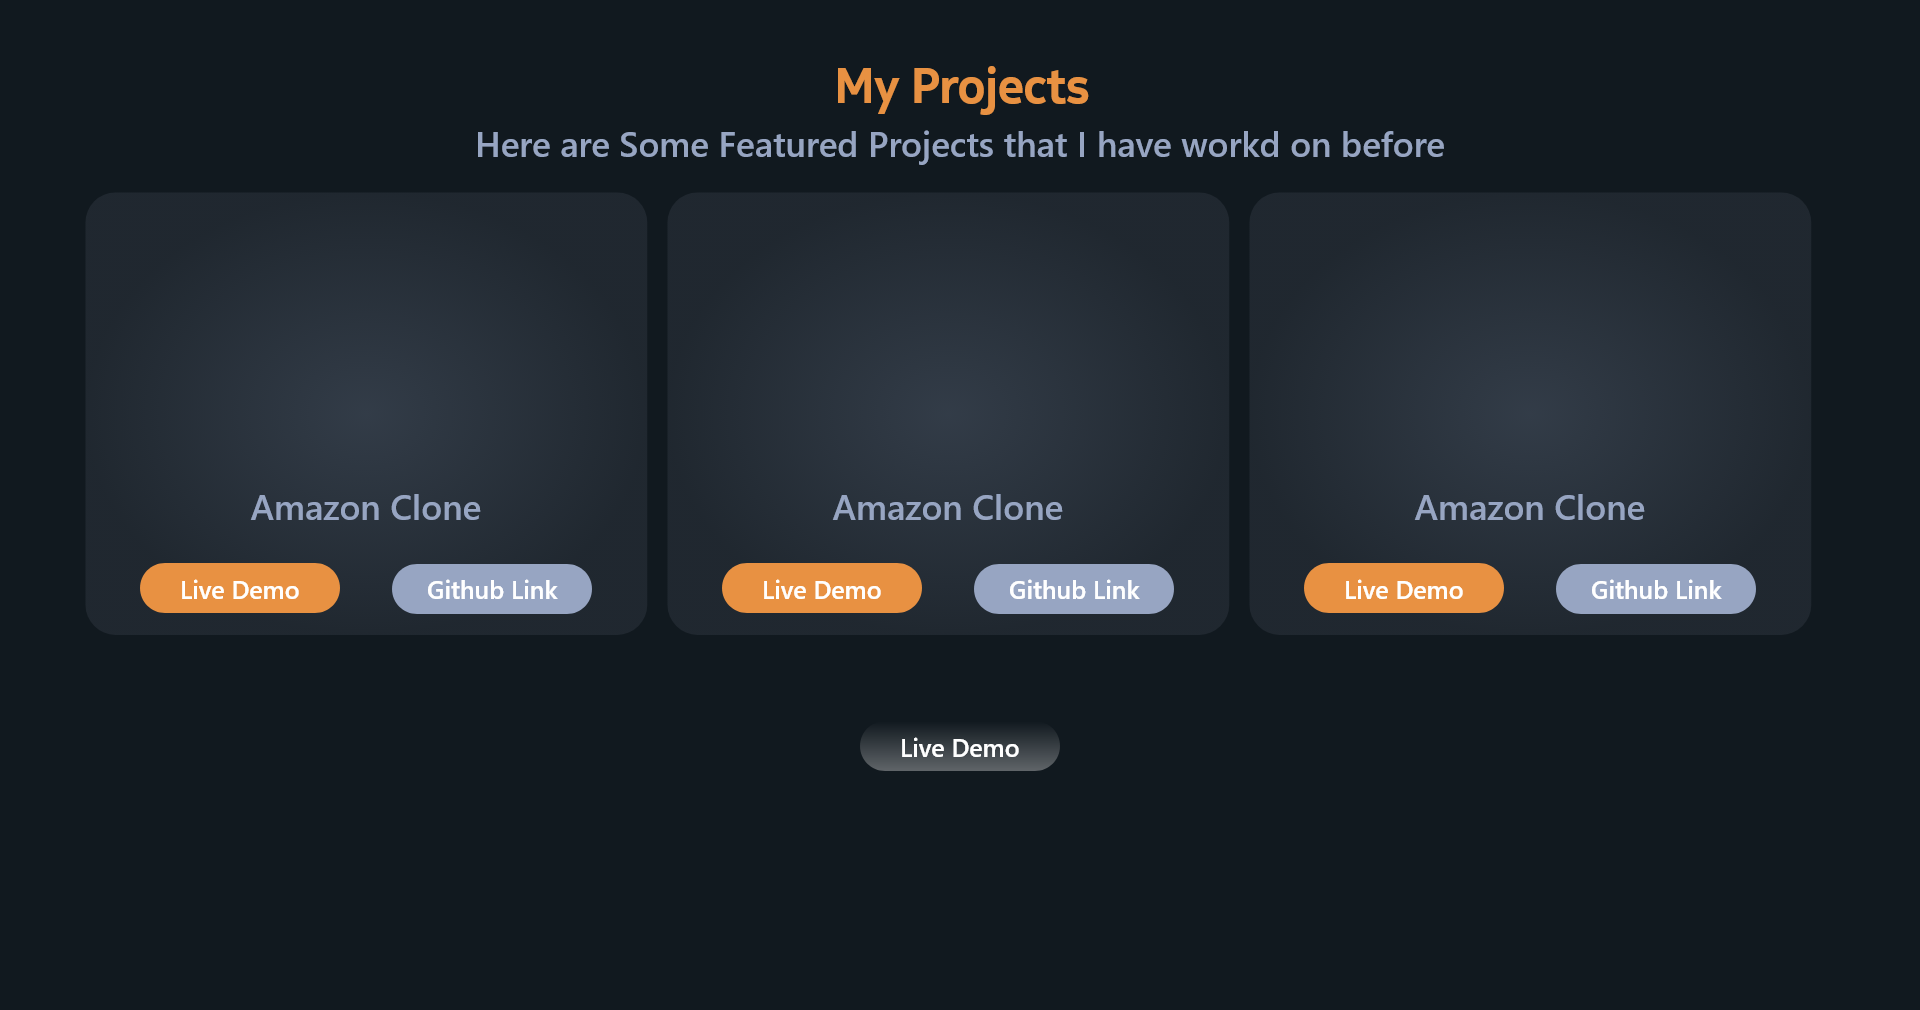 My Projects
Here are Some Featured Projects that I have workd on before
Amazon Clone
Live Demo Github Link
Amazon Clone
Live Demo Github Link
Amazon Clone
Live Demo Github Link
Live Demo